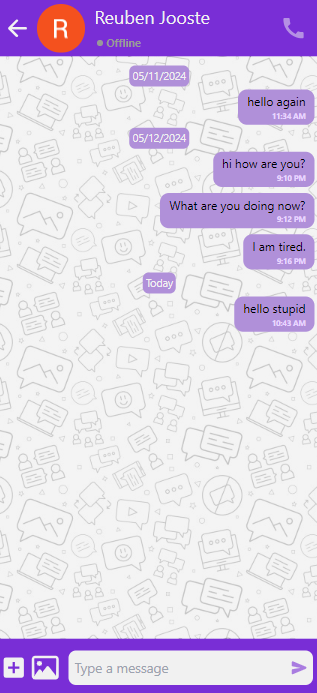 R
Reuben Jooste
Offline
05/11/2024
hello again
11:34 AM
05/12/2024
hi how are you?
9:10 PM
What are you doing now?
9:12 PM
I am tired.
9:16 PM
Today
hello stupid
10:43 AM
Type a message